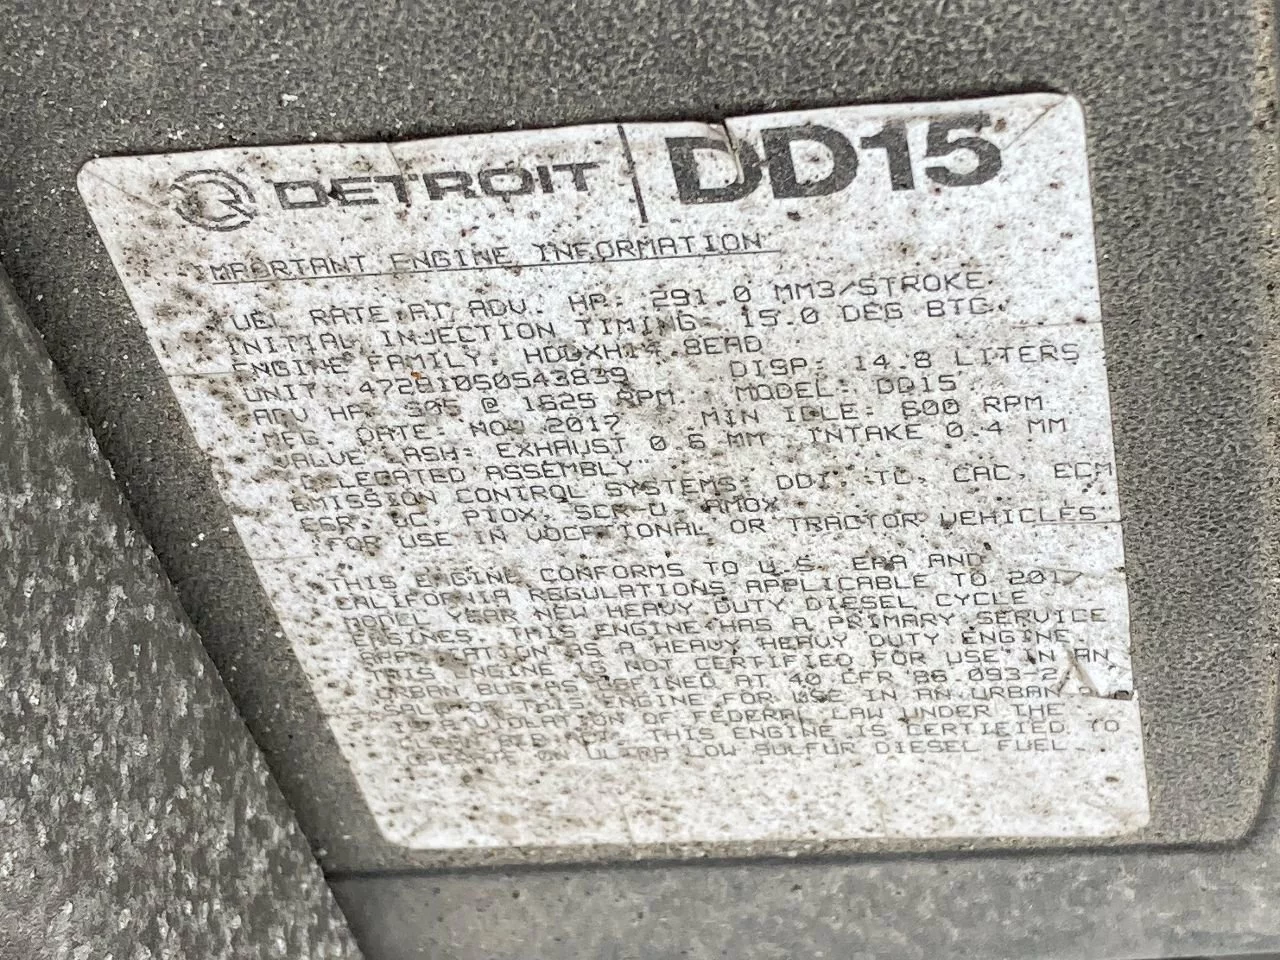 DETROIT | DD15
IMPORTANT ENGINE INFORMATION
FUEL RATE AT ADV. HP: 291.0 MM3/STROKE
INITIAL INJECTION TIMING: 15.0 DEG BTC.
ENGINE FAMILY: DISP: 14.8 LITERS
UNIT: MODEL: DD15
ADV HP: 505 @ 1625 RPM. MIN IDLE: 600 RPM
MFG. DATE: NOV 2017
VALVE LASH: EXHAUST 0.6 MM INTAKE 0.4 MM
DELEGATED ASSEMBLY.
EMISSION CONTROL SYSTEMS: DDI, TC, CAC, ECM
EGR, OC, PTOX, SCR-U, AMOX
FOR USE IN VOCATIONAL OR TRACTOR VEHICLES
THIS ENGINE CONFORMS TO U.S. EPA AND
CALIFORNIA REGULATIONS APPLICABLE TO 2017
MODEL YEAR NEW HEAVY DUTY DIESEL CYCLE
ENGINES. THIS ENGINE HAS A PRIMARY SERVICE
APPLICATION AS A HEAVY HEAVY DUTY ENGINE.
THIS ENGINE IS NOT CERTIFIED FOR USE IN AN
URBAN BUS AS DEFINED AT 40 CFR 86.093-2
SALE OF THIS ENGINE FOR USE IN AN URBAN BUS
IS A VIOLATION OF FEDERAL LAW UNDER THE
CLEAN AIR ACT. THIS ENGINE IS CERTIFIED TO
OPERATE ON ULTRA LOW SULFUR DIESEL FUEL.